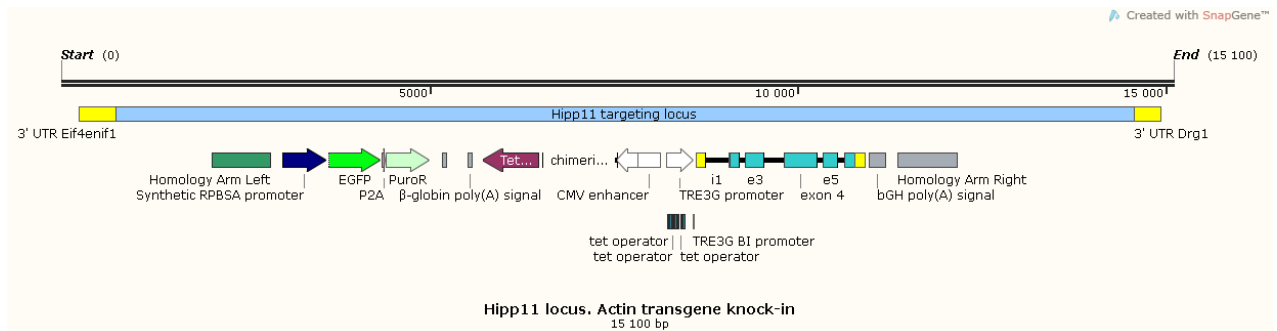 Created with SnapGene™
Start (0)
End (15 100)
5000
10 000
15 000
Hipp11 targeting locus
3' UTR Eif4enif1
3' UTR Drg1
Tet...
chimeri...
Homology Arm Left
EGFP
PuroR
i1
e3
e5
Homology Arm Right
Synthetic RPBSA promoter
P2A
β-globin poly(A) signal
CMV enhancer
TRE3G promoter
exon 4
bGH poly(A) signal
tet operator
TRE3G BI promoter
tet operator
tet operator
Hipp11 locus. Actin transgene knock-in
15 100 bp